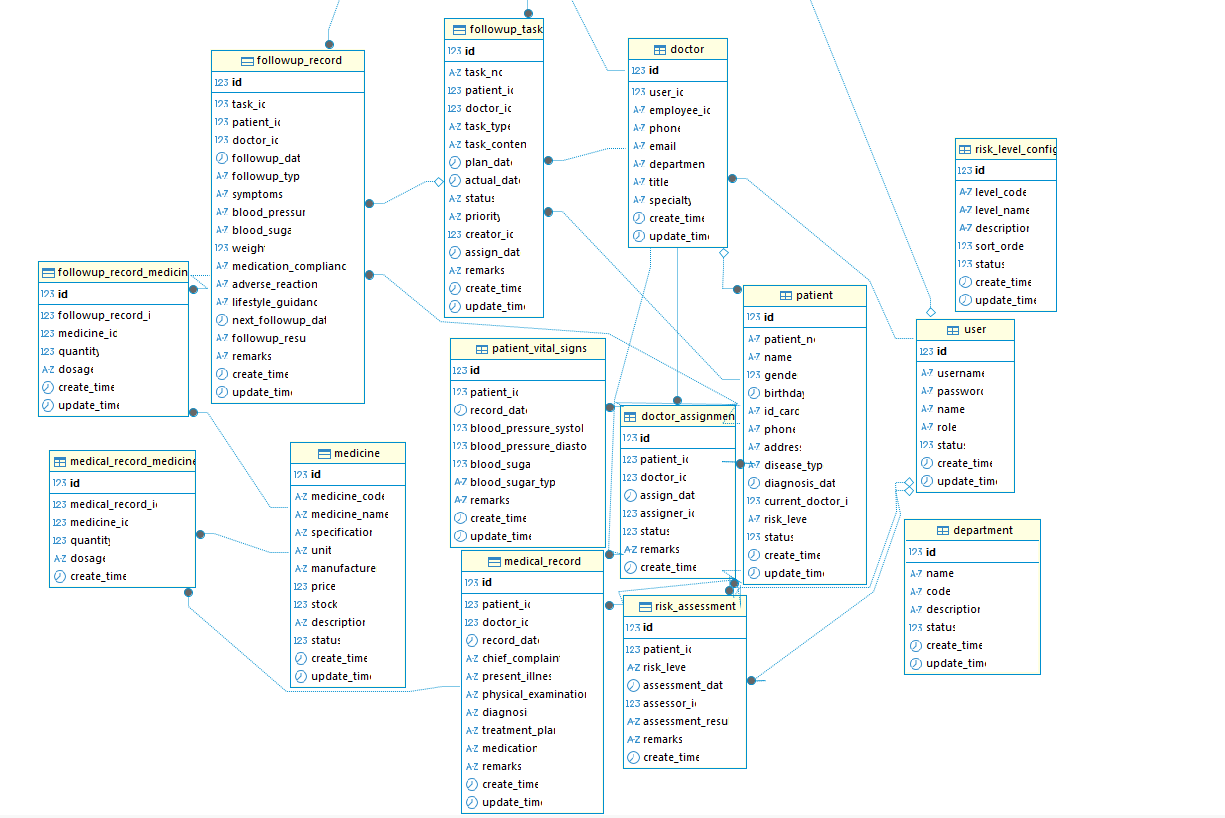 followup_record
123 id
123 task_ic
123 patient_ic
123 doctor_ic
followup_dat
A-Z followup_typ
A-Z symptoms
A-Z blood_pressur
A-Z blood_suga
123 weight
A-Z medication_complianc
A-Z adverse_reaction
A-Z lifestyle_guidanc
next_followup_dat
A-Z followup_resu
A-Z remarks
create_time
update_time
followup_task
123 id
A-Z task_nc
123 patient_ic
123 doctor_ic
A-Z task_type
A-Z task_conten
plan_date
actual_date
A-Z status
A-Z priority
123 creator_ic
assign_dat
A-Z remarks
create_time
update_time
doctor
123 id
123 user_ic
A-Z employee_ic
A-Z phone
A-Z email
A-Z departmen
A-Z title
A-Z specialty
create_time
update_time
risk_level_config
123 id
A-Z level_code
A-Z level_name
A-Z description
123 sort_orde
123 status
create_time
update_time
followup_record_medicin
123 id
123 followup_record_i
123 medicine_ic
123 quantity
A-Z dosage
create_time
update_time
patient
123 id
A-Z patient_no
A-Z name
123 gende
birthday
A-Z id_card
A-Z phone
A-Z address
A-Z disease_typ
diagnosis_dat
123 current_doctor_i
A-Z risk_leve
123 status
create_time
update_time
user
123 id
A-Z username
A-Z password
A-Z name
A-Z role
123 status
create_time
update_time
patient_vital_signs
123 id
123 patient_ic
record_date
123 blood_pressure_systol
123 blood_pressure_diasto
123 blood_suga
A-Z blood_sugar_typ
A-Z remarks
create_time
update_time
doctor_assignmen
123 id
123 patient_ic
123 doctor_ic
assign_dat
123 assigner_ic
123 status
A-Z remarks
create_time
medical_record_medicine
123 id
123 medical_record_ic
123 medicine_ic
123 quantity
A-Z dosage
create_time
medicine
123 id
A-Z medicine_code
A-Z medicine_name
A-Z specification
A-Z unit
A-Z manufacture
123 price
123 stock
A-Z description
123 status
create_time
update_time
medical_record
123 id
123 patient_ic
123 doctor_ic
record_date
A-Z chief_complaint
A-Z present_illnes
A-Z physical_examination
A-Z diagnosi
A-Z treatment_plan
A-Z medication
A-Z remarks
create_time
update_time
risk_assessment
123 id
123 patient_ic
A-Z risk_leve
assessment_dat
123 assessor_ic
A-Z assessment_resu
A-Z remarks
create_time
department
123 id
A-Z name
A-Z code
A-Z description
123 status
create_time
update_time